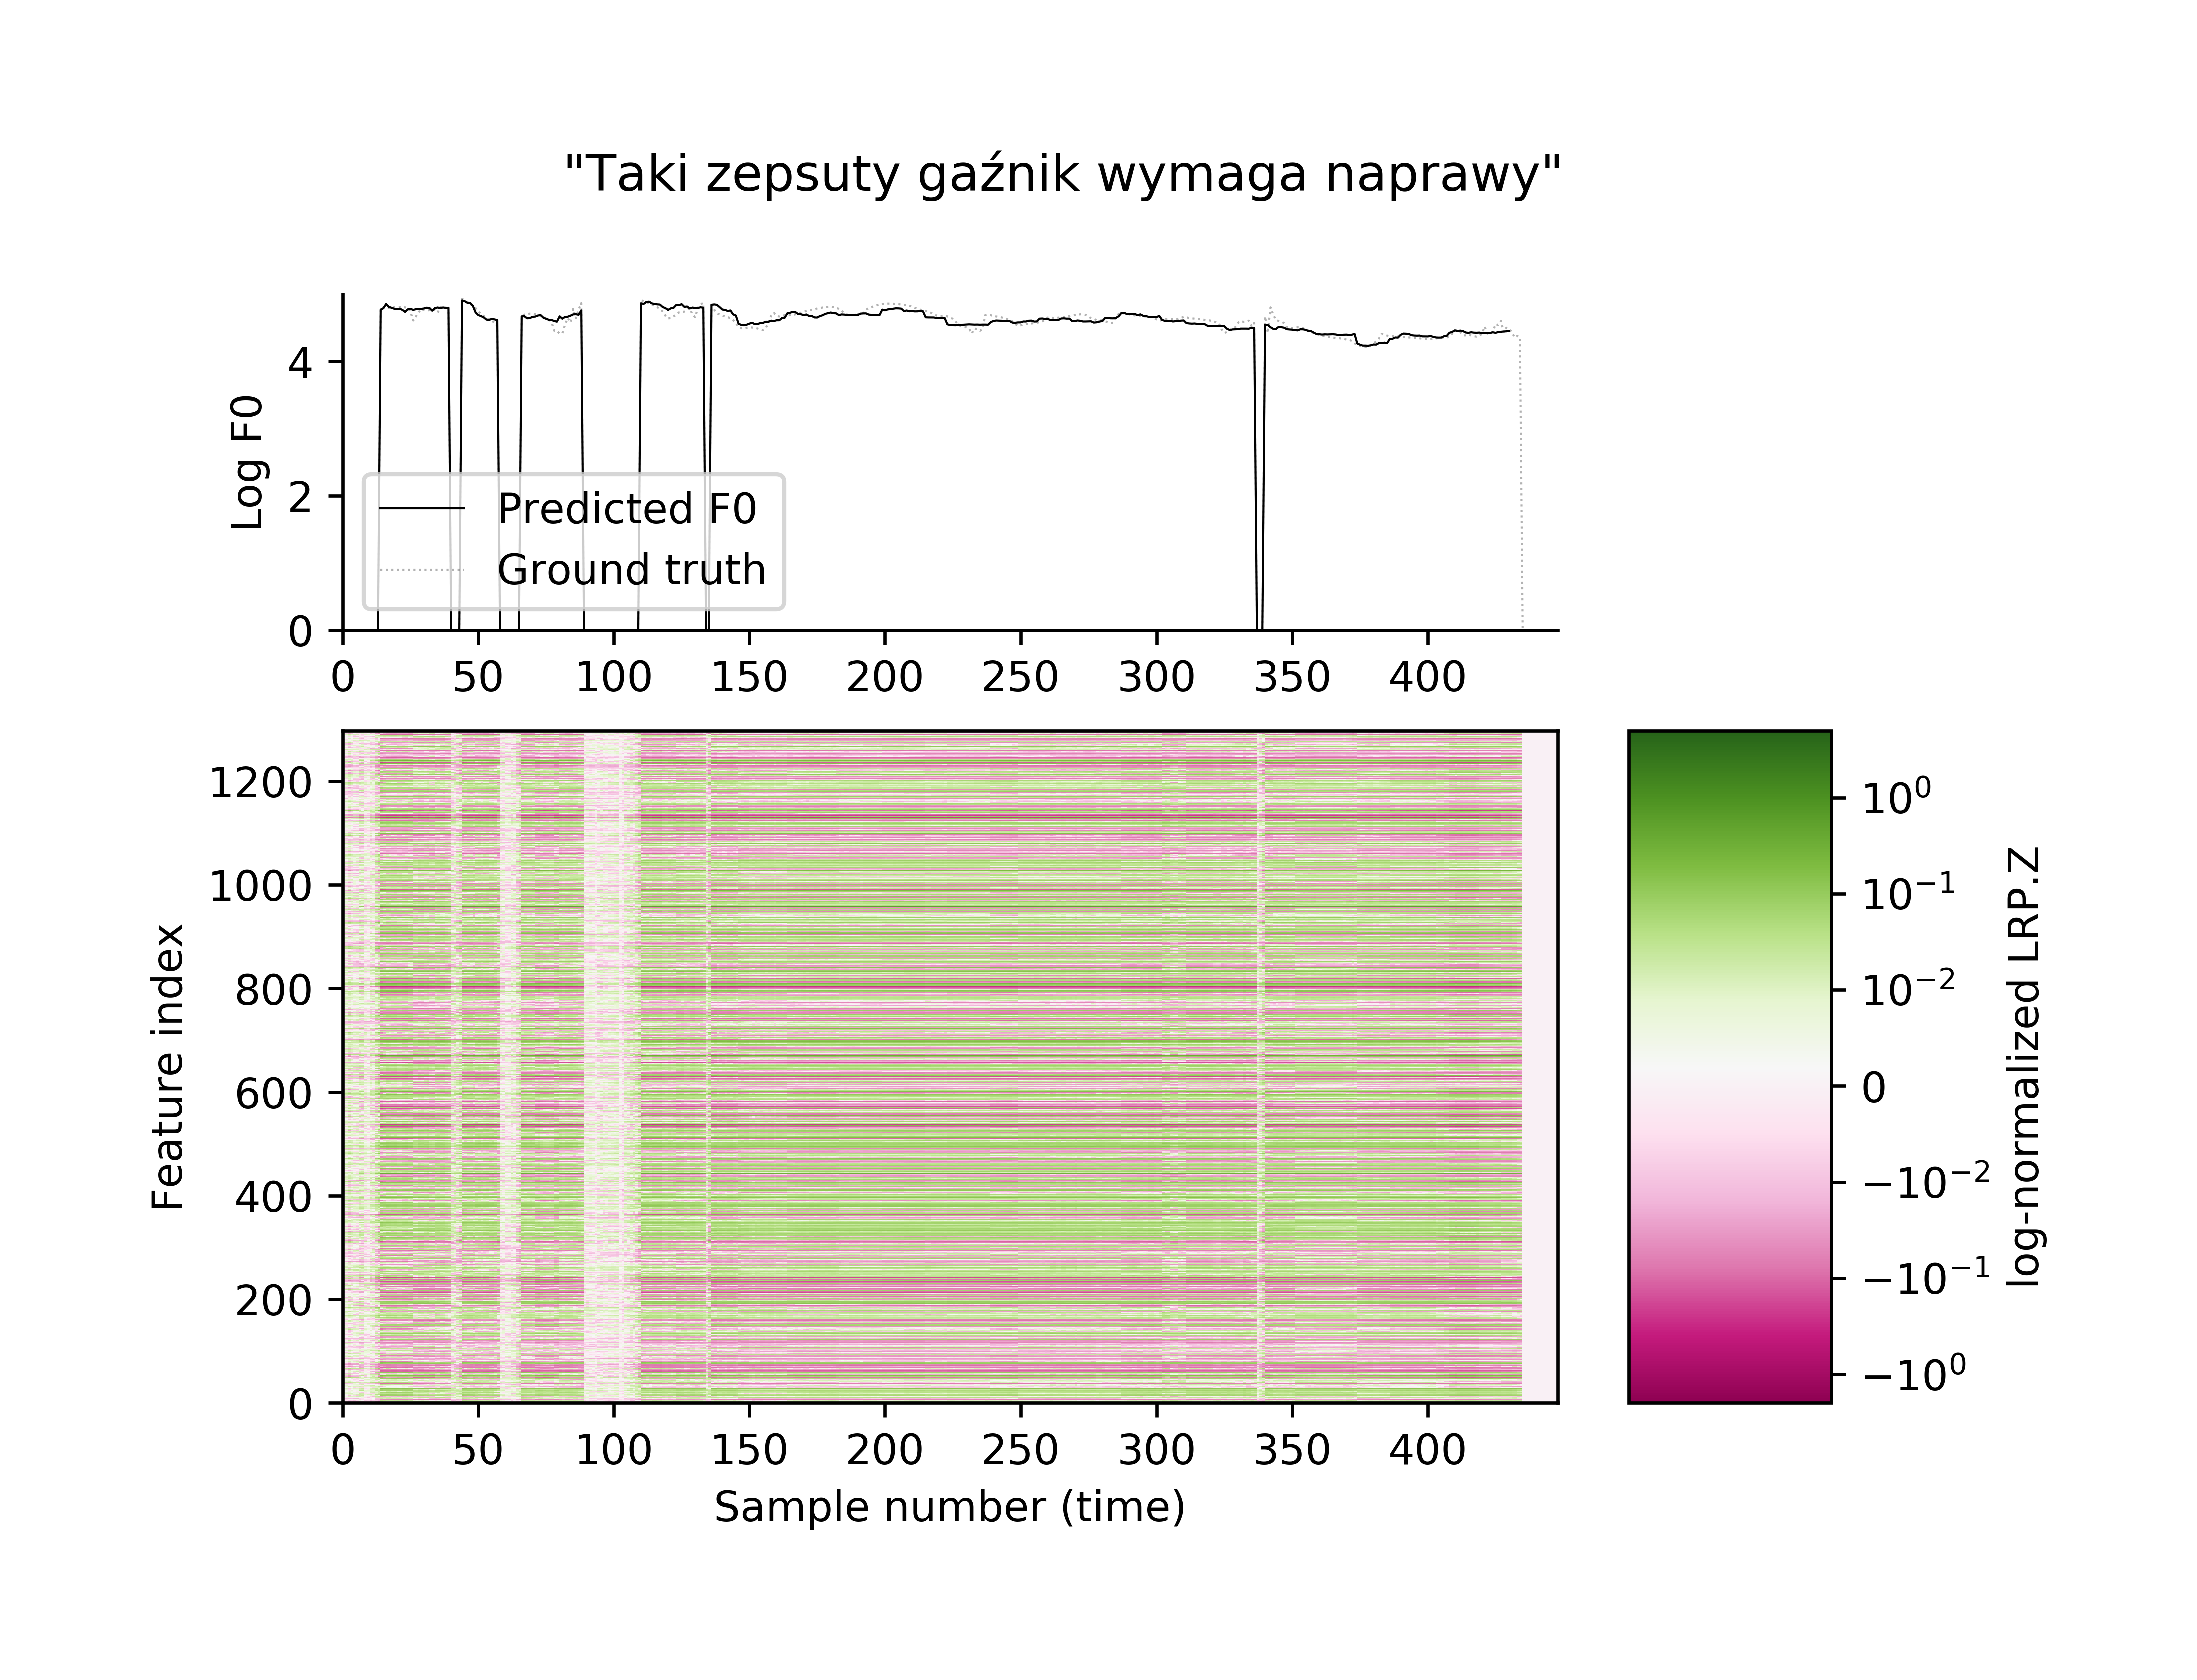 "Taki zepsuty gaźnik wymaga naprawy"
Log F0
4
2
0
Predicted F0
Ground truth
0 50 100 150 200 250 300 350 400
Feature index
1200
1000
800
600
400
200
0
0 50 100 150 200 250 300 350 400
Sample number (time)
10⁰
10⁻¹
10⁻²
0
−10⁻²
−10⁻¹
−10⁰
log-normalized LRP.Z